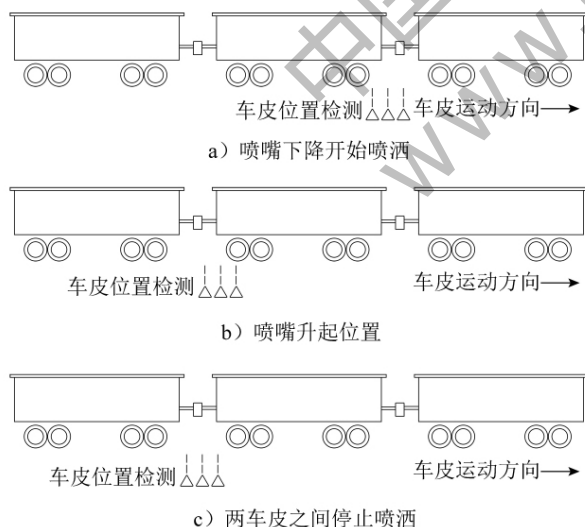 车皮位置检测 车皮运动方向
a）喷嘴下降开始喷洒
车皮位置检测 车皮运动方向
b）喷嘴升起位置
车皮位置检测 车皮运动方向
c）两车皮之间停止喷洒